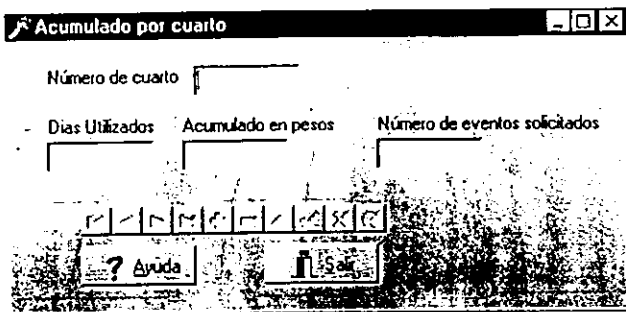 Acumulado por cuarto
Número de cuarto
Dias Utilizados Acumulado en pesos Número de eventos solicitados
? Ayuda Salir